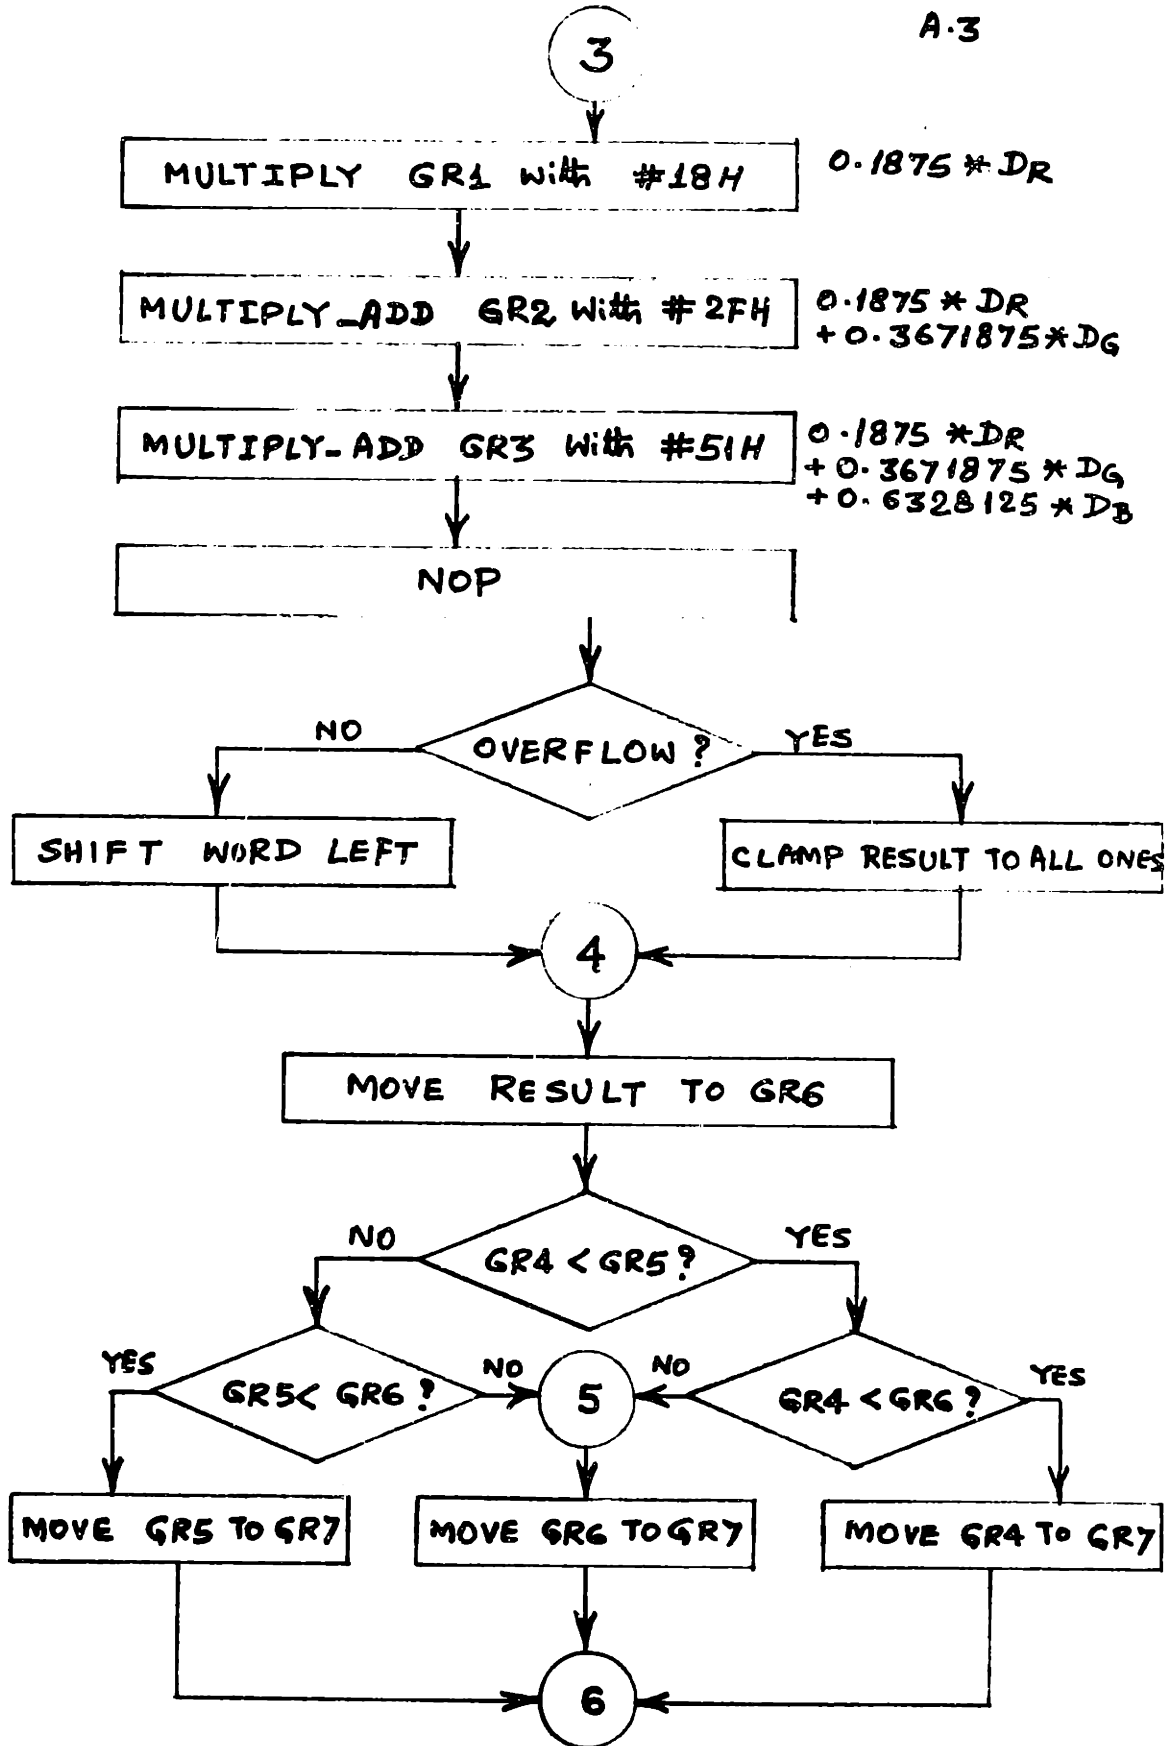 A.3
3
MULTIPLY GR1 with #18H
0.1875 * DR
MULTIPLY_ADD GR2 with #2FH
0.1875 * DR
+0.3671875 * DG
MULTIPLY_ADD GR3 with #51H
0.1875 * DR
+0.3671875 * DG
+0.6328125 * DB
NOP
OVERFLOW ?
NO
YES
SHIFT WORD LEFT
CLAMP RESULT TO ALL ONES
4
MOVE RESULT TO GR6
GR4 < GR5 ?
NO
YES
GR5 < GR6 ?
YES
NO
5
NO
GR4 < GR6 ?
YES
MOVE GR5 TO GR7
MOVE GR6 TO GR7
MOVE GR4 TO GR7
6